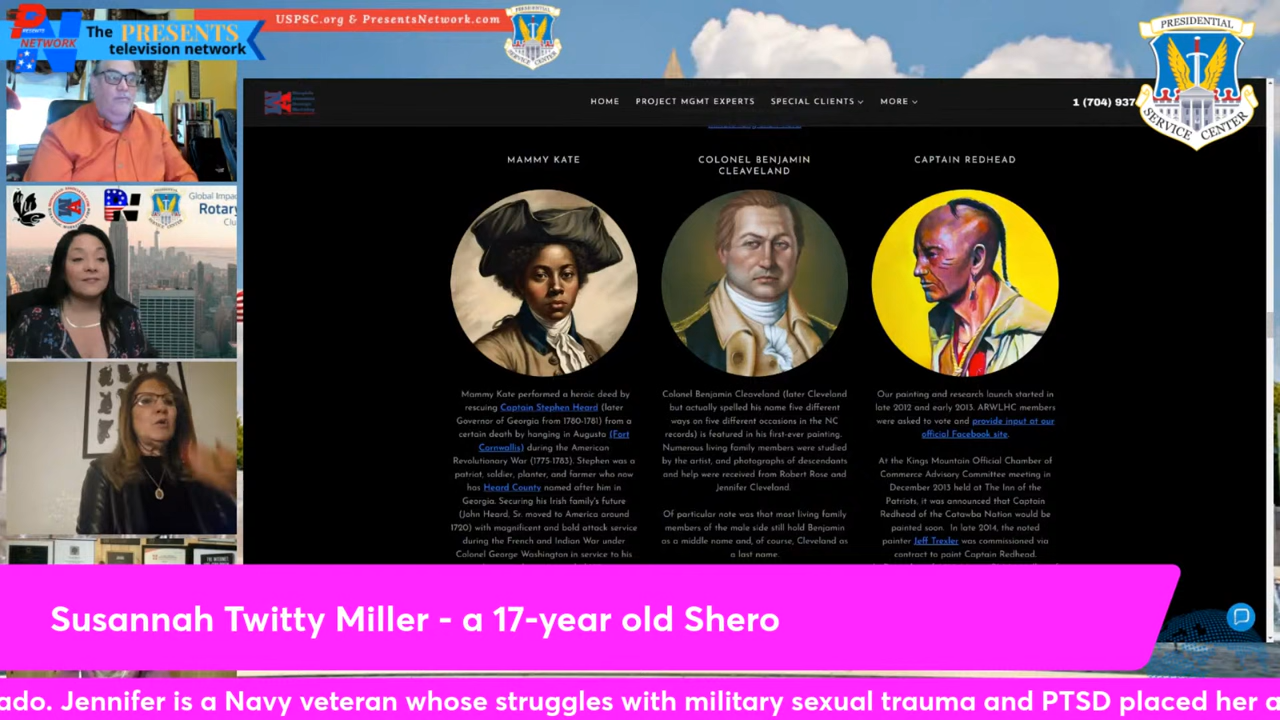 USPSC.org & PresentsNetwork.com
PRESENTS
NETWORK
The PRESENTS
television network
PRESIDENTIAL
SERVICE CENTER
HOME
PROJECT MGMT EXPERTS
SPECIAL CLIENTS
MORE
1 (704) 937
Global Impac
Rotary
Clu
MAMMY KATE
COLONEL BENJAMIN
CLEAVELAND
CAPTAIN REDHEAD
Mammy Kate performed a heroic deed by
rescuing Captain Stephen Heard (later
Governor of Georgia from 1780-1781) from a
certain death by hanging in Augusta (Fort
Cornwallis) during the American
Revolutionary War (1775-1783). Stephen was a
patriot, soldier, planter, and farmer who now
has Heard County named after him in
Georgia. Securing his Irish family's future
(John Heard, Sr. moved to America around
1720) with magnificent and bold attack service
during the French and Indian War under
Colonel George Washington in service to his
Colonel Benjamin Cleaveland (later Cleveland
but actually spelled his name five different
ways on five different occasions in the NC
records) is featured in his first-ever painting.
Numerous living family members were studied
by the artist, and photographs of descendants
and help were received from Robert Rose and
Jennifer Cleveland.
Of particular note was that most living family
members of the male side still hold Benjamin
as a middle name and, of course, Cleveland as
a last name.
Our painting and research launch started in
late 2012 and early 2013. ARWLHC members
were asked to vote and provide input at our
official Facebook site.
At the Kings Mountain Official Chamber of
Commerce Advisory Committee meeting in
December 2013 held at The Inn of the
Patriots, it was announced that Captain
Redhead of the Catawba Nation would be
painted soon. In late 2014, the noted
painter Jeff Trexler was commissioned via
contract to paint Captain Redhead.
Susannah Twitty Miller - a 17-year old Shero
ado. Jennifer is a Navy veteran whose struggles with military sexual trauma and PTSD placed her a